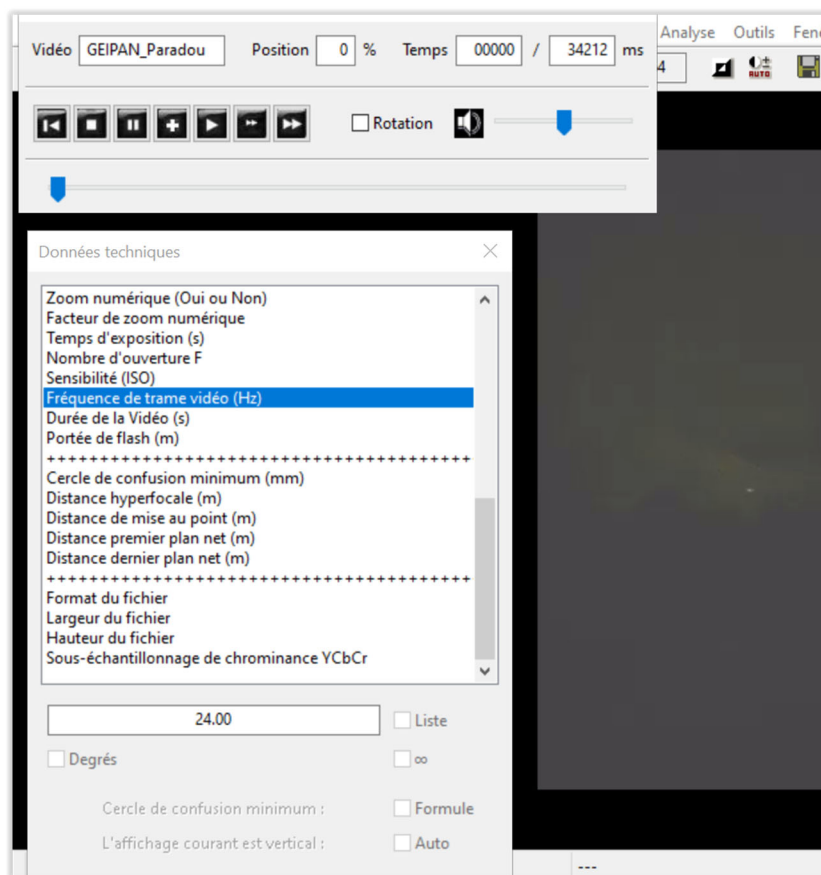 Analyse Outils Fen
Vidéo GEIPAN_Paradou Position 0 % Temps 00000 / 34212 ms
4
AUTO
Rotation
Données techniques
Zoom numérique (Oui ou Non)
Facteur de zoom numérique
Temps d'exposition (s)
Nombre d'ouverture F
Sensibilité (ISO)
Fréquence de trame vidéo (Hz)
Durée de la Vidéo (s)
Portée de flash (m)
++++++++++++++++++++++++++++++++++++++++
Cercle de confusion minimum (mm)
Distance hyperfocale (m)
Distance de mise au point (m)
Distance premier plan net (m)
Distance dernier plan net (m)
++++++++++++++++++++++++++++++++++++++++
Format du fichier
Largeur du fichier
Hauteur du fichier
Sous-échantillonnage de chrominance YCbCr
24.00 Liste
Degrés ∞
Cercle de confusion minimum : Formule
L'affichage courant est vertical : Auto
---